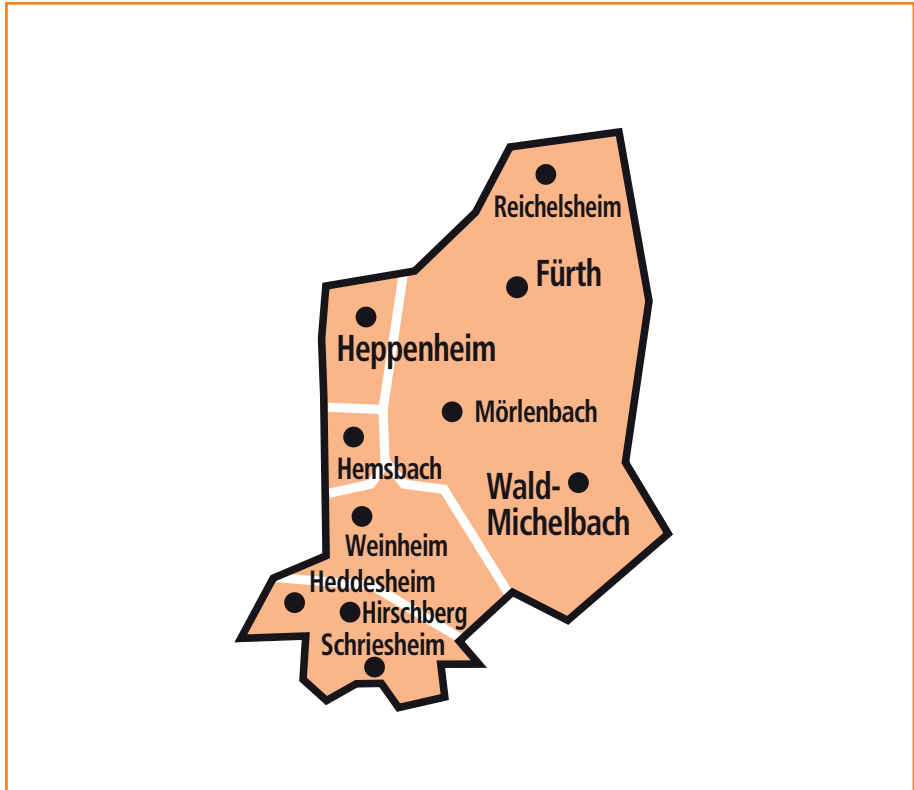 Reichelsheim
Fürth
Heppenheim
Mörlenbach
Hemsbach
Wald-
Michelbach
Weinheim
Heddesheim
Hirschberg
Schriesheim